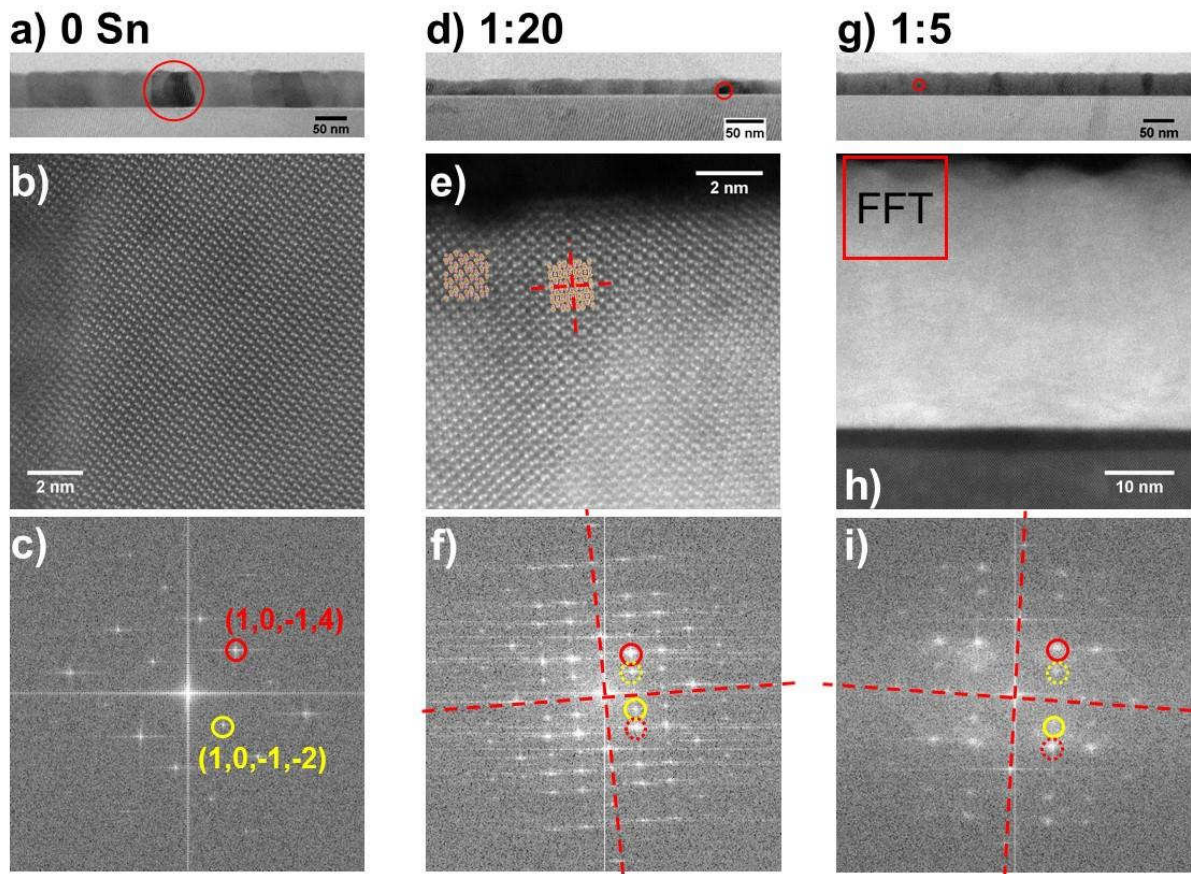 a) 0 Sn
d) 1:20
g) 1:5
50 nm
50 nm
50 nm
b)
2 nm
e)
2 nm
FFT
h)
10 nm
c)
(1,0,-1,4)
(1,0,-1,-2)
f)
i)